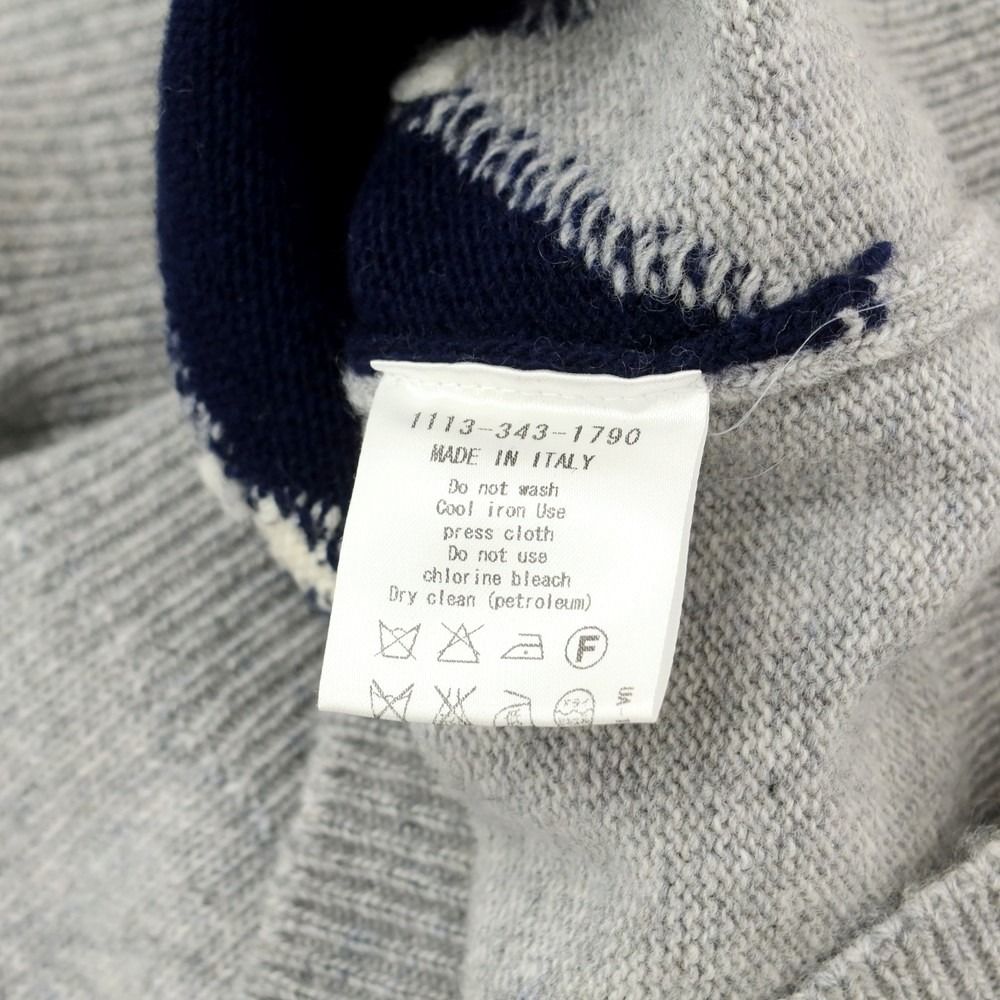 1113-343-1790
MADE IN ITALY
Do not wash
Cool iron Use
press cloth
Do not use
chlorine bleach
Dry clean (petroleum)
F
UA